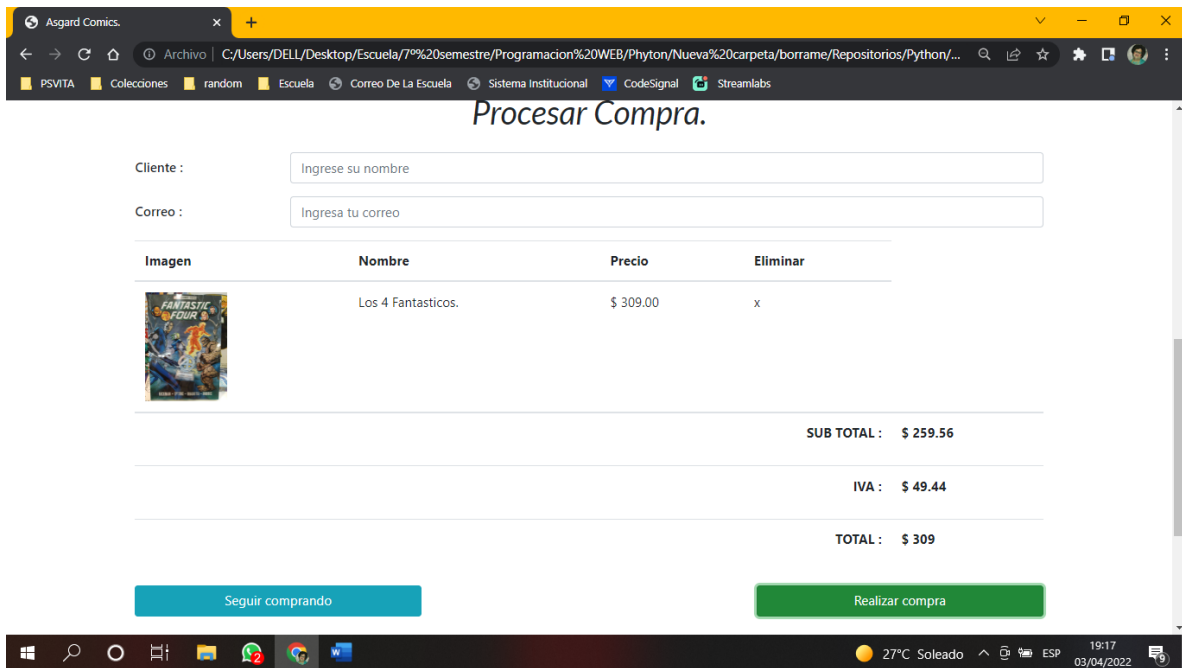 Asgard Comics.
Archivo | C:/Users/DELL/Desktop/Escuela/7º%20semestre/Programacion%20WEB/Phyton/Nueva%20carpeta/borrame/Repositorios/Python/...
PSVITA Colecciones random Escuela Correo De La Escuela Sistema Institucional CodeSignal Streamlabs
Procesar Compra.
Cliente : Ingrese su nombre
Correo : Ingresa tu correo
Imagen Nombre Precio Eliminar
FANTASTIC
FOUR
Los 4 Fantasticos. $ 309.00 x
SUB TOTAL : $ 259.56
IVA : $ 49.44
TOTAL : $ 309
Seguir comprando Realizar compra
2 W 27°C Soleado ESP 19:17
03/04/2022 9